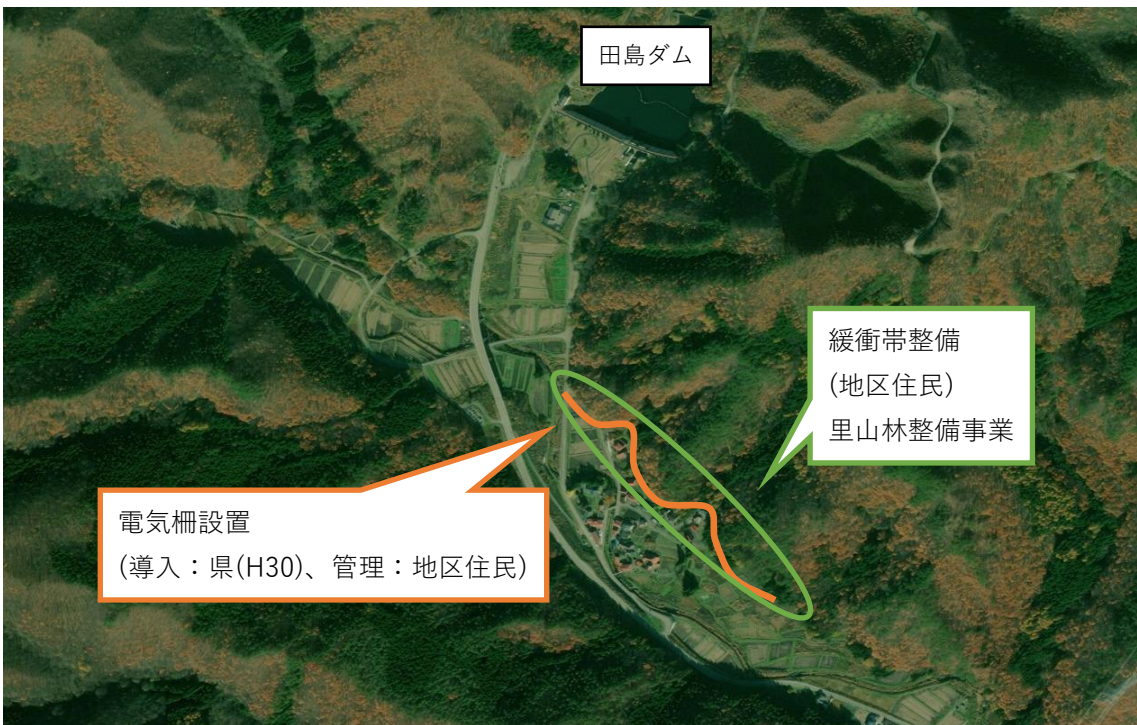 田島ダム
緩衝帯整備
(地区住民)
里山林整備事業
電気柵設置
(導入：県(H30)、管理：地区住民)